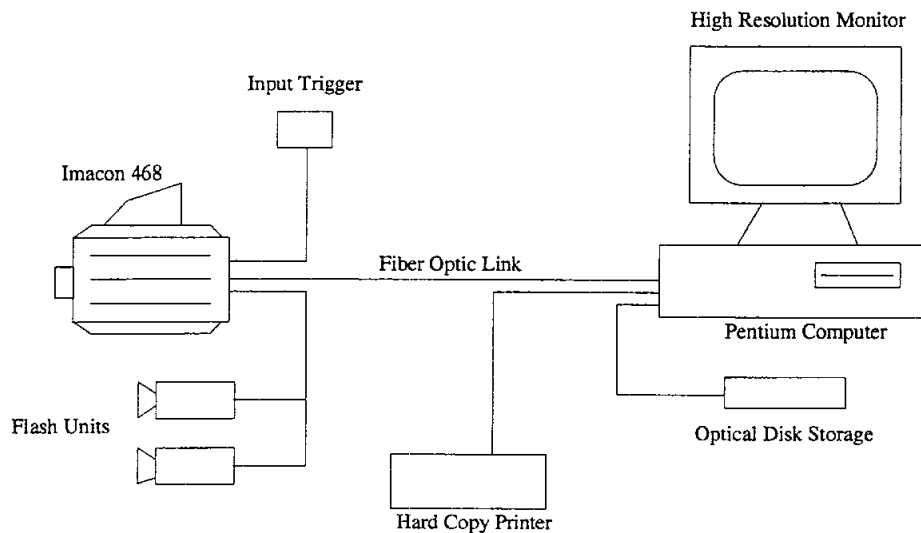 High Resolution Monitor
Input Trigger
Imacon 468
Fiber Optic Link
Pentium Computer
Flash Units
Optical Disk Storage
Hard Copy Printer